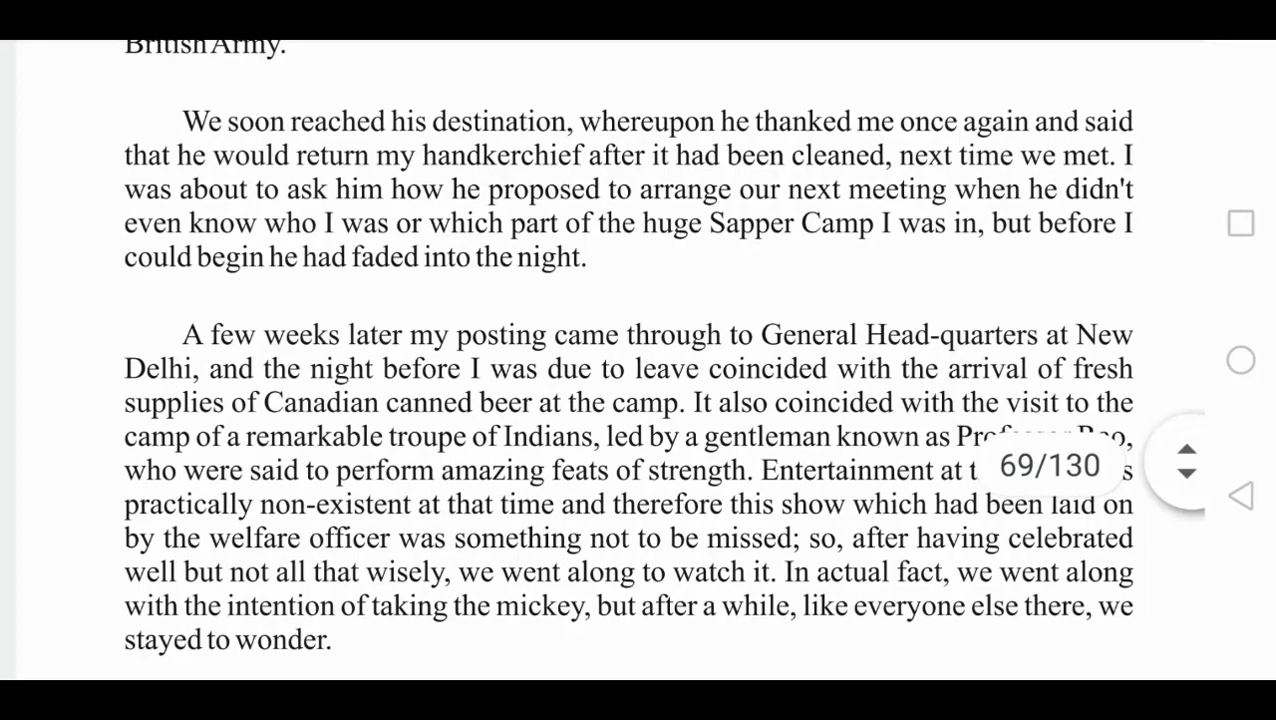 British Army.
We soon reached his destination, whereupon he thanked me once again and said
that he would return my handkerchief after it had been cleaned, next time we met. I
was about to ask him how he proposed to arrange our next meeting when he didn't
even know who I was or which part of the huge Sapper Camp I was in, but before I
could begin he had faded into the night.
A few weeks later my posting came through to General Head-quarters at New
Delhi, and the night before I was due to leave coincided with the arrival of fresh
supplies of Canadian canned beer at the camp. It also coincided with the visit to the
camp of a remarkable troupe of Indians, led by a gentleman known as
who were said to perform amazing feats of strength. Entertainment at
69/130
practically non-existent at that time and therefore this show which had been laid on
by the welfare officer was something not to be missed; so, after having celebrated
well but not all that wisely, we went along to watch it. In actual fact, we went along
with the intention of taking the mickey, but after a while, like everyone else there, we
stayed to wonder.